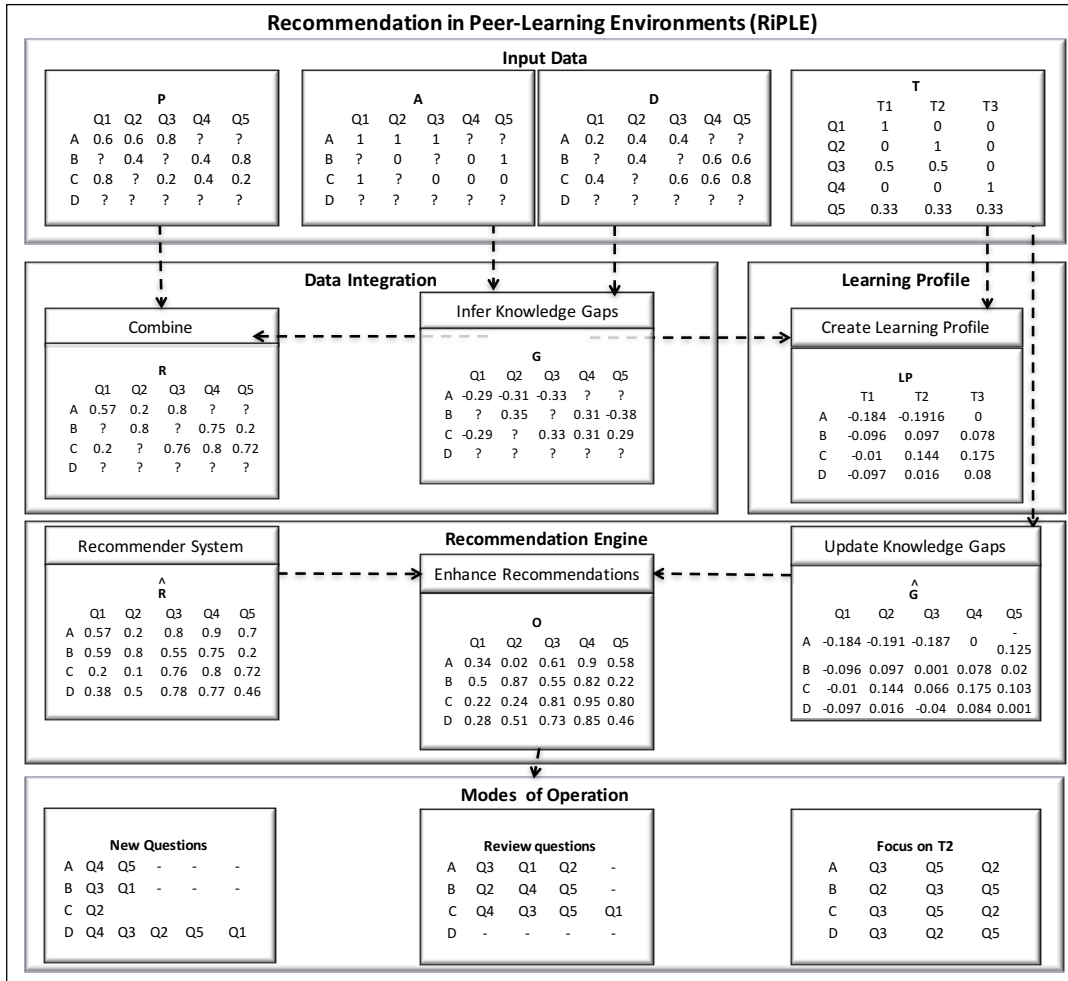 Recommendation in Peer-Learning Environments (RiPLE)
Input Data
P
Q1 Q2 Q3 Q4 Q5
A 0.6 0.6 0.8 ? ?
B ? 0.4 ? 0.4 0.8
C 0.8 ? 0.2 0.4 0.2
D ? ? ? ? ?
A
Q1 Q2 Q3 Q4 Q5
A 1 1 1 ? ?
B ? 0 ? 0 1
C 1 ? 0 0 0
D ? ? ? ? ?
D
Q1 Q2 Q3 Q4 Q5
A 0.2 0.4 0.4 ? ?
B ? 0.4 ? 0.6 0.6
C 0.4 ? 0.6 0.6 0.8
D ? ? ? ? ?
T
T1 T2 T3
Q1 1 0 0
Q2 0 1 0
Q3 0.5 0.5 0
Q4 0 0 1
Q5 0.33 0.33 0.33
Data Integration
Combine
R
Q1 Q2 Q3 Q4 Q5
A 0.57 0.2 0.8 ? ?
B ? 0.8 ? 0.75 0.2
C 0.2 ? 0.76 0.8 0.72
D ? ? ? ? ?
Infer Knowledge Gaps
G
Q1 Q2 Q3 Q4 Q5
A -0.29 -0.31 -0.33 ? ?
B ? 0.35 ? 0.31 -0.38
C -0.29 ? 0.33 0.31 0.29
D ? ? ? ? ?
Learning Profile
Create Learning Profile
LP
T1 T2 T3
A -0.184 -0.1916 0
B -0.096 0.097 0.078
C -0.01 0.144 0.175
D -0.097 0.016 0.08
Recommendation Engine
Recommender System
^
R
Q1 Q2 Q3 Q4 Q5
A 0.57 0.2 0.8 0.9 0.7
B 0.59 0.8 0.55 0.75 0.2
C 0.2 0.1 0.76 0.8 0.72
D 0.38 0.5 0.78 0.77 0.46
Enhance Recommendations
O
Q1 Q2 Q3 Q4 Q5
A 0.34 0.02 0.61 0.9 0.58
B 0.5 0.87 0.55 0.82 0.22
C 0.22 0.24 0.81 0.95 0.80
D 0.28 0.51 0.73 0.85 0.46
Update Knowledge Gaps
^
G
Q1 Q2 Q3 Q4 Q5
A -0.184 -0.191 -0.187 0 -
0.125
B -0.096 0.097 0.001 0.078 0.02
C -0.01 0.144 0.066 0.175 0.103
D -0.097 0.016 -0.04 0.084 0.001
Modes of Operation
New Questions
A Q4 Q5 - - -
B Q3 Q1 - - -
C Q2
D Q4 Q3 Q2 Q5 Q1
Review questions
A Q3 Q1 Q2 -
B Q2 Q4 Q5 -
C Q4 Q3 Q5 Q1
D - - - -
Focus on T2
A Q3 Q5 Q2
B Q2 Q3 Q5
C Q3 Q5 Q2
D Q3 Q2 Q5